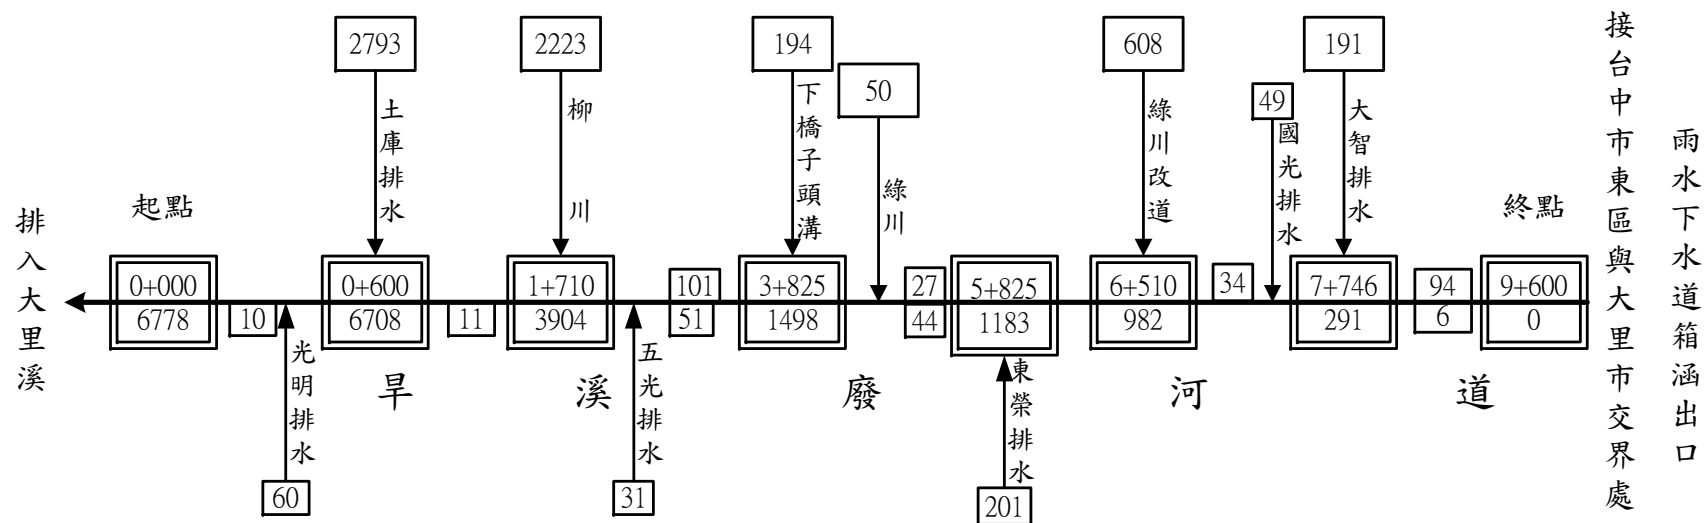 2793
2223
194
608
191
50
49
土庫排水
柳川
下橋子頭溝
綠川
綠川改道
國光排水
大智排水
接台中市東區與大里市交界處
雨水下水道箱涵出口
排入大里溪
起點
終點
0+000
6778
10
0+600
6708
11
1+710
3904
101
51
3+825
1498
27
44
5+825
1183
6+510
982
34
7+746
291
94
6
9+600
0
旱溪廢河道
光明排水
五光排水
東榮排水
60
31
201